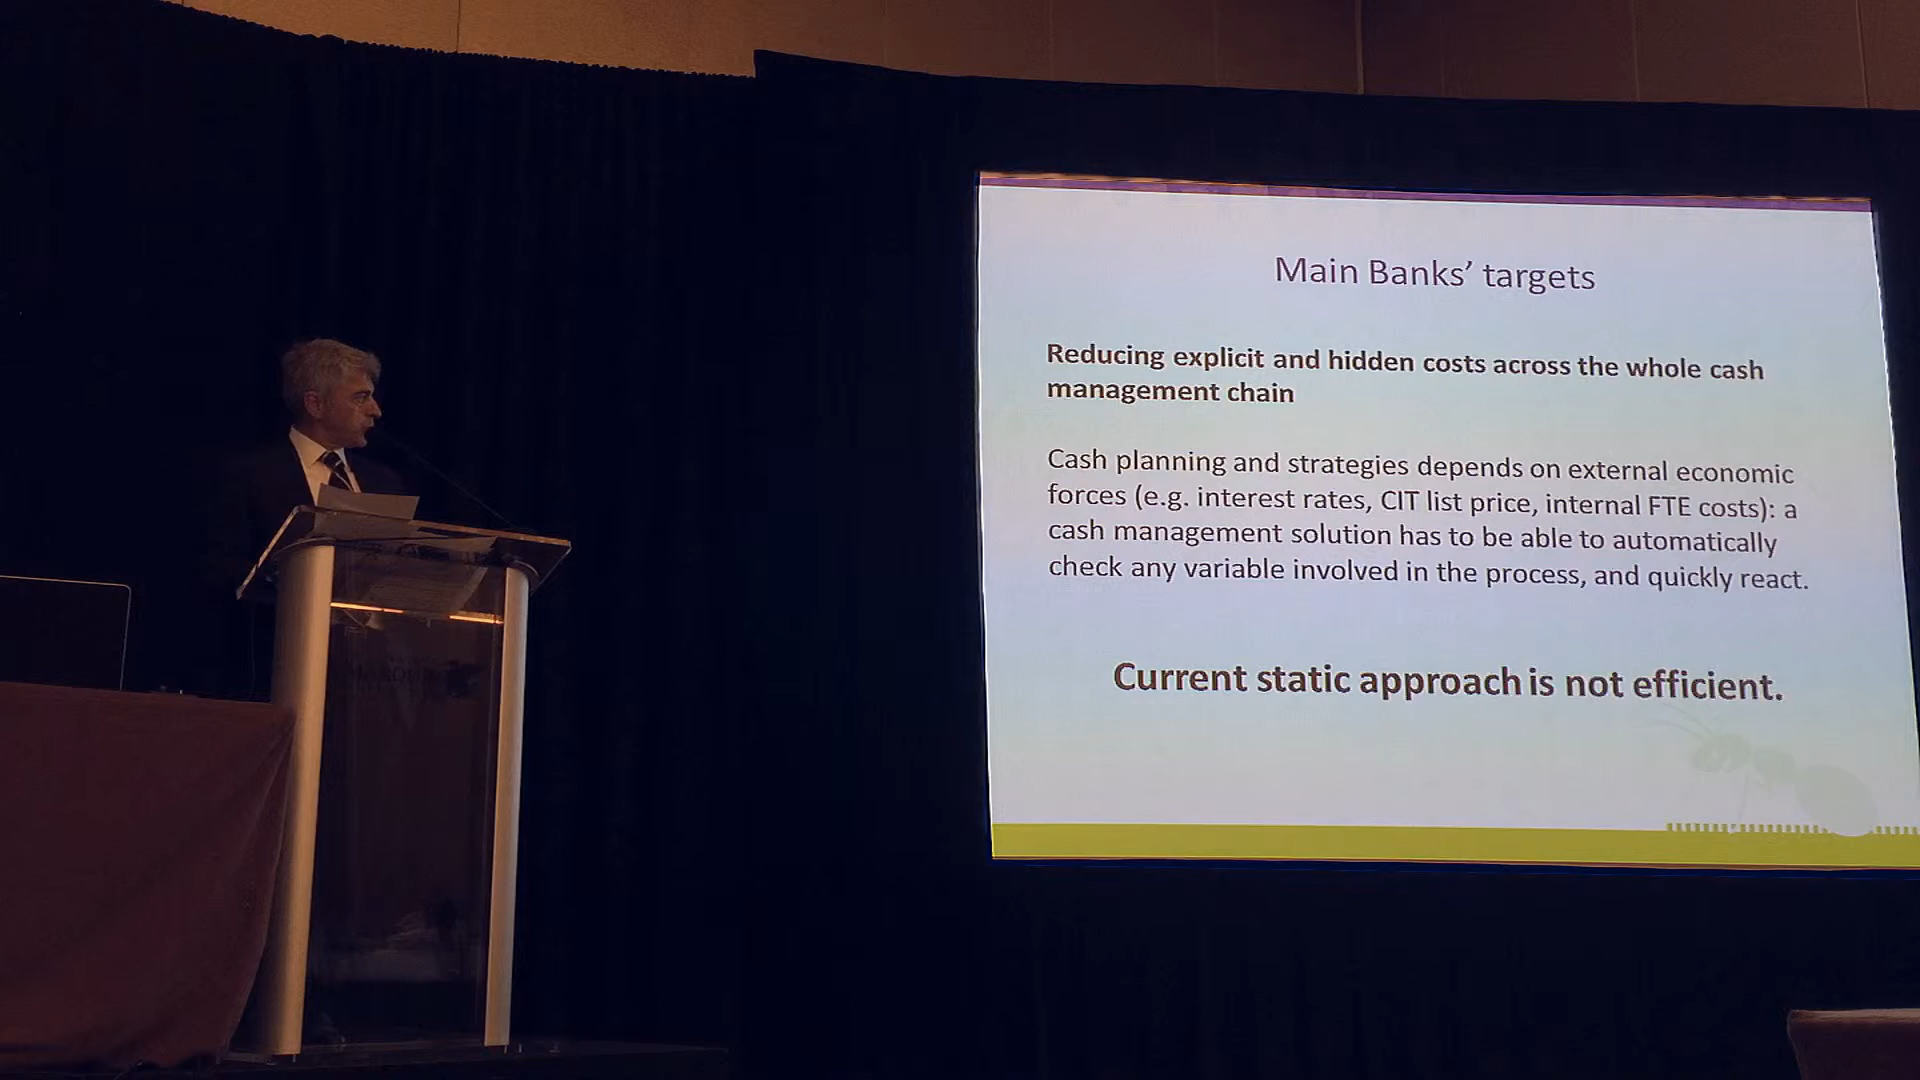 Main Banks’ targets
Reducing explicit and hidden costs across the whole cash
management chain
Cash planning and strategies depends on external economic
forces (e.g. interest rates, CIT list price, internal FTE costs): a
cash management solution has to be able to automatically
check any variable involved in the process, and quickly react.
Current static approach is not efficient.